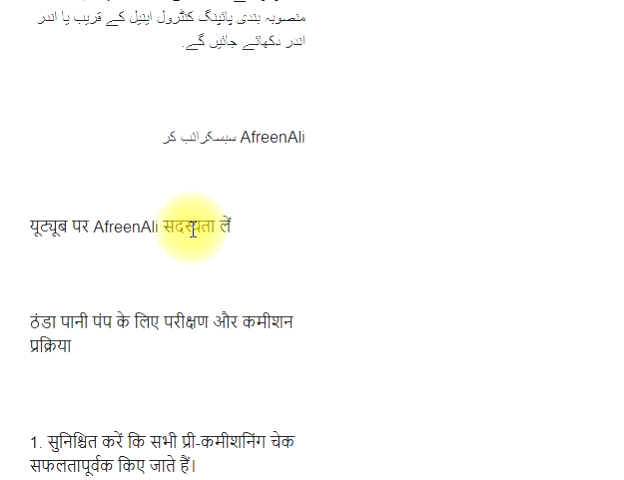 منصوبہ بندی پائپنگ کنٹرول اپنیل کے قریب یا اندر
اندر دکھائے جائیں گے.
AfreenAli سبسکرائب کر
यूट्यूब पर AfreenAli सदस्यता लें
ठंडा पानी पंप के लिए परीक्षण और कमीशन
प्रक्रिया
1. सुनिश्चित करें कि सभी प्री-कमीशनिंग चेक
सफलतापूर्वक किए जाते हैं।